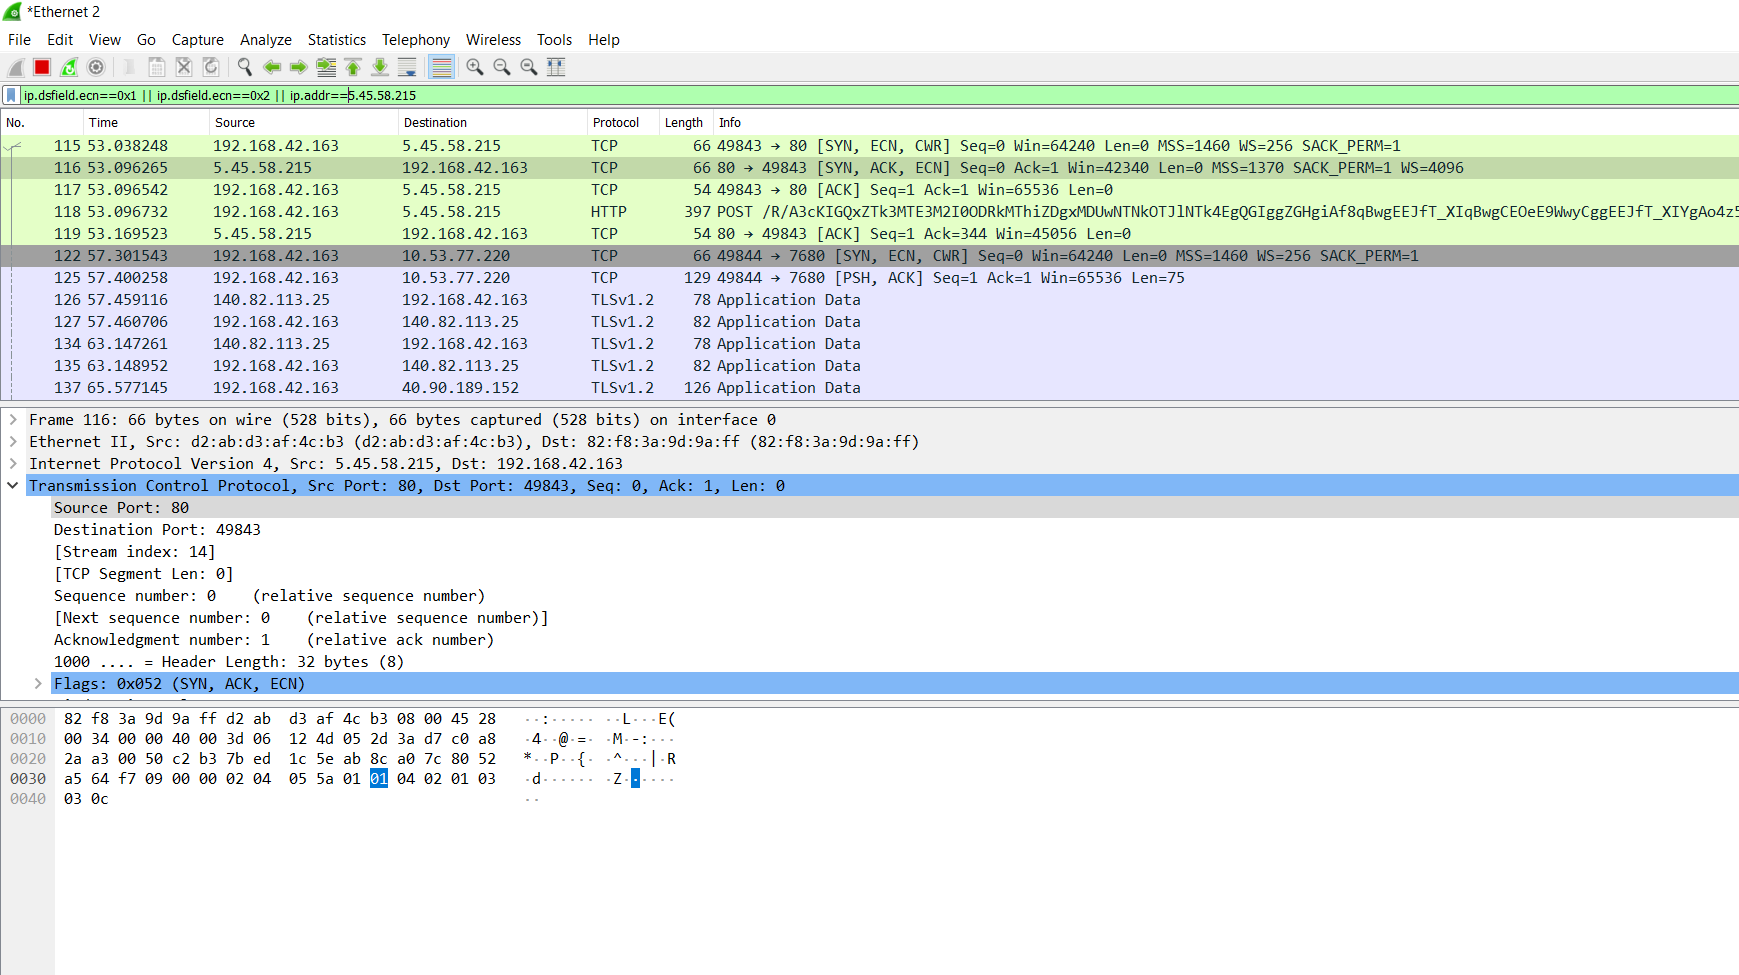 *Ethernet 2
File Edit View Go Capture Analyze Statistics Telephony Wireless Tools Help
ip.dsfield.ecn==0x1 || ip.dsfield.ecn==0x2 || ip.addr==5.45.58.215
No. Time Source Destination Protocol Length Info
115 53.038248 192.168.42.163 5.45.58.215 TCP 66 49843 → 80 [SYN, ECN, CWR] Seq=0 Win=64240 Len=0 MSS=1460 WS=256 SACK_PERM=1
116 53.096265 5.45.58.215 192.168.42.163 TCP 66 80 → 49843 [SYN, ACK, ECN] Seq=0 Ack=1 Win=42340 Len=0 MSS=1370 SACK_PERM=1 WS=4096
117 53.096542 192.168.42.163 5.45.58.215 TCP 54 49843 → 80 [ACK] Seq=1 Ack=1 Win=65536 Len=0
118 53.096732 192.168.42.163 5.45.58.215 HTTP 397 POST /R/A3cKIGQxZTk3MTE3M2I0ODRkMThiZDgxMDUwNTNkOTJlNTk4EgQGIggZGHgiAf8qBwgEEJfT_XIqBwgCEOeE9WwyCggEEJfT_XIYgAo4z5
119 53.169523 5.45.58.215 192.168.42.163 TCP 54 80 → 49843 [ACK] Seq=1 Ack=344 Win=45056 Len=0
122 57.301543 192.168.42.163 10.53.77.220 TCP 66 49844 → 7680 [SYN, ECN, CWR] Seq=0 Win=64240 Len=0 MSS=1460 WS=256 SACK_PERM=1
125 57.400258 192.168.42.163 10.53.77.220 TCP 129 49844 → 7680 [PSH, ACK] Seq=1 Ack=1 Win=65536 Len=75
126 57.459116 140.82.113.25 192.168.42.163 TLSv1.2 78 Application Data
127 57.460706 192.168.42.163 140.82.113.25 TLSv1.2 82 Application Data
134 63.147261 140.82.113.25 192.168.42.163 TLSv1.2 78 Application Data
135 63.148952 192.168.42.163 140.82.113.25 TLSv1.2 82 Application Data
137 65.577145 192.168.42.163 40.90.189.152 TLSv1.2 126 Application Data
Frame 116: 66 bytes on wire (528 bits), 66 bytes captured (528 bits) on interface 0
Ethernet II, Src: d2:ab:d3:af:4c:b3 (d2:ab:d3:af:4c:b3), Dst: 82:f8:3a:9d:9a:ff (82:f8:3a:9d:9a:ff)
Internet Protocol Version 4, Src: 5.45.58.215, Dst: 192.168.42.163
Transmission Control Protocol, Src Port: 80, Dst Port: 49843, Seq: 0, Ack: 1, Len: 0
Source Port: 80
Destination Port: 49843
[Stream index: 14]
[TCP Segment Len: 0]
Sequence number: 0 (relative sequence number)
[Next sequence number: 0 (relative sequence number)]
Acknowledgment number: 1 (relative ack number)
1000 .... = Header Length: 32 bytes (8)
Flags: 0x052 (SYN, ACK, ECN)
0000 82 f8 3a 9d 9a ff d2 ab d3 af 4c b3 08 00 45 28 ··:····· ··L···E(
0010 00 34 00 00 40 00 3d 06 12 4d 05 2d 3a d7 c0 a8 ·4··@·=· ·M·-:···
0020 2a a3 00 50 c2 b3 7b ed 1c 5e ab 8c a0 7c 80 52 *··P··{· ·^···|·R
0030 a5 64 f7 09 00 00 02 04 05 5a 01 01 04 02 01 03 ·d······ ·Z······
0040 03 0c ··